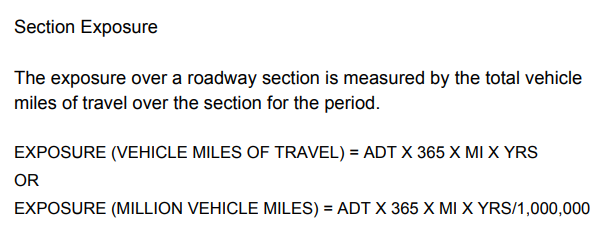 Section Exposure
The exposure over a roadway section is measured by the total vehicle
miles of travel over the section for the period.
EXPOSURE (VEHICLE MILES OF TRAVEL) = ADT X 365 X MI X YRS
OR
EXPOSURE (MILLION VEHICLE MILES) = ADT X 365 X MI X YRS/1,000,000